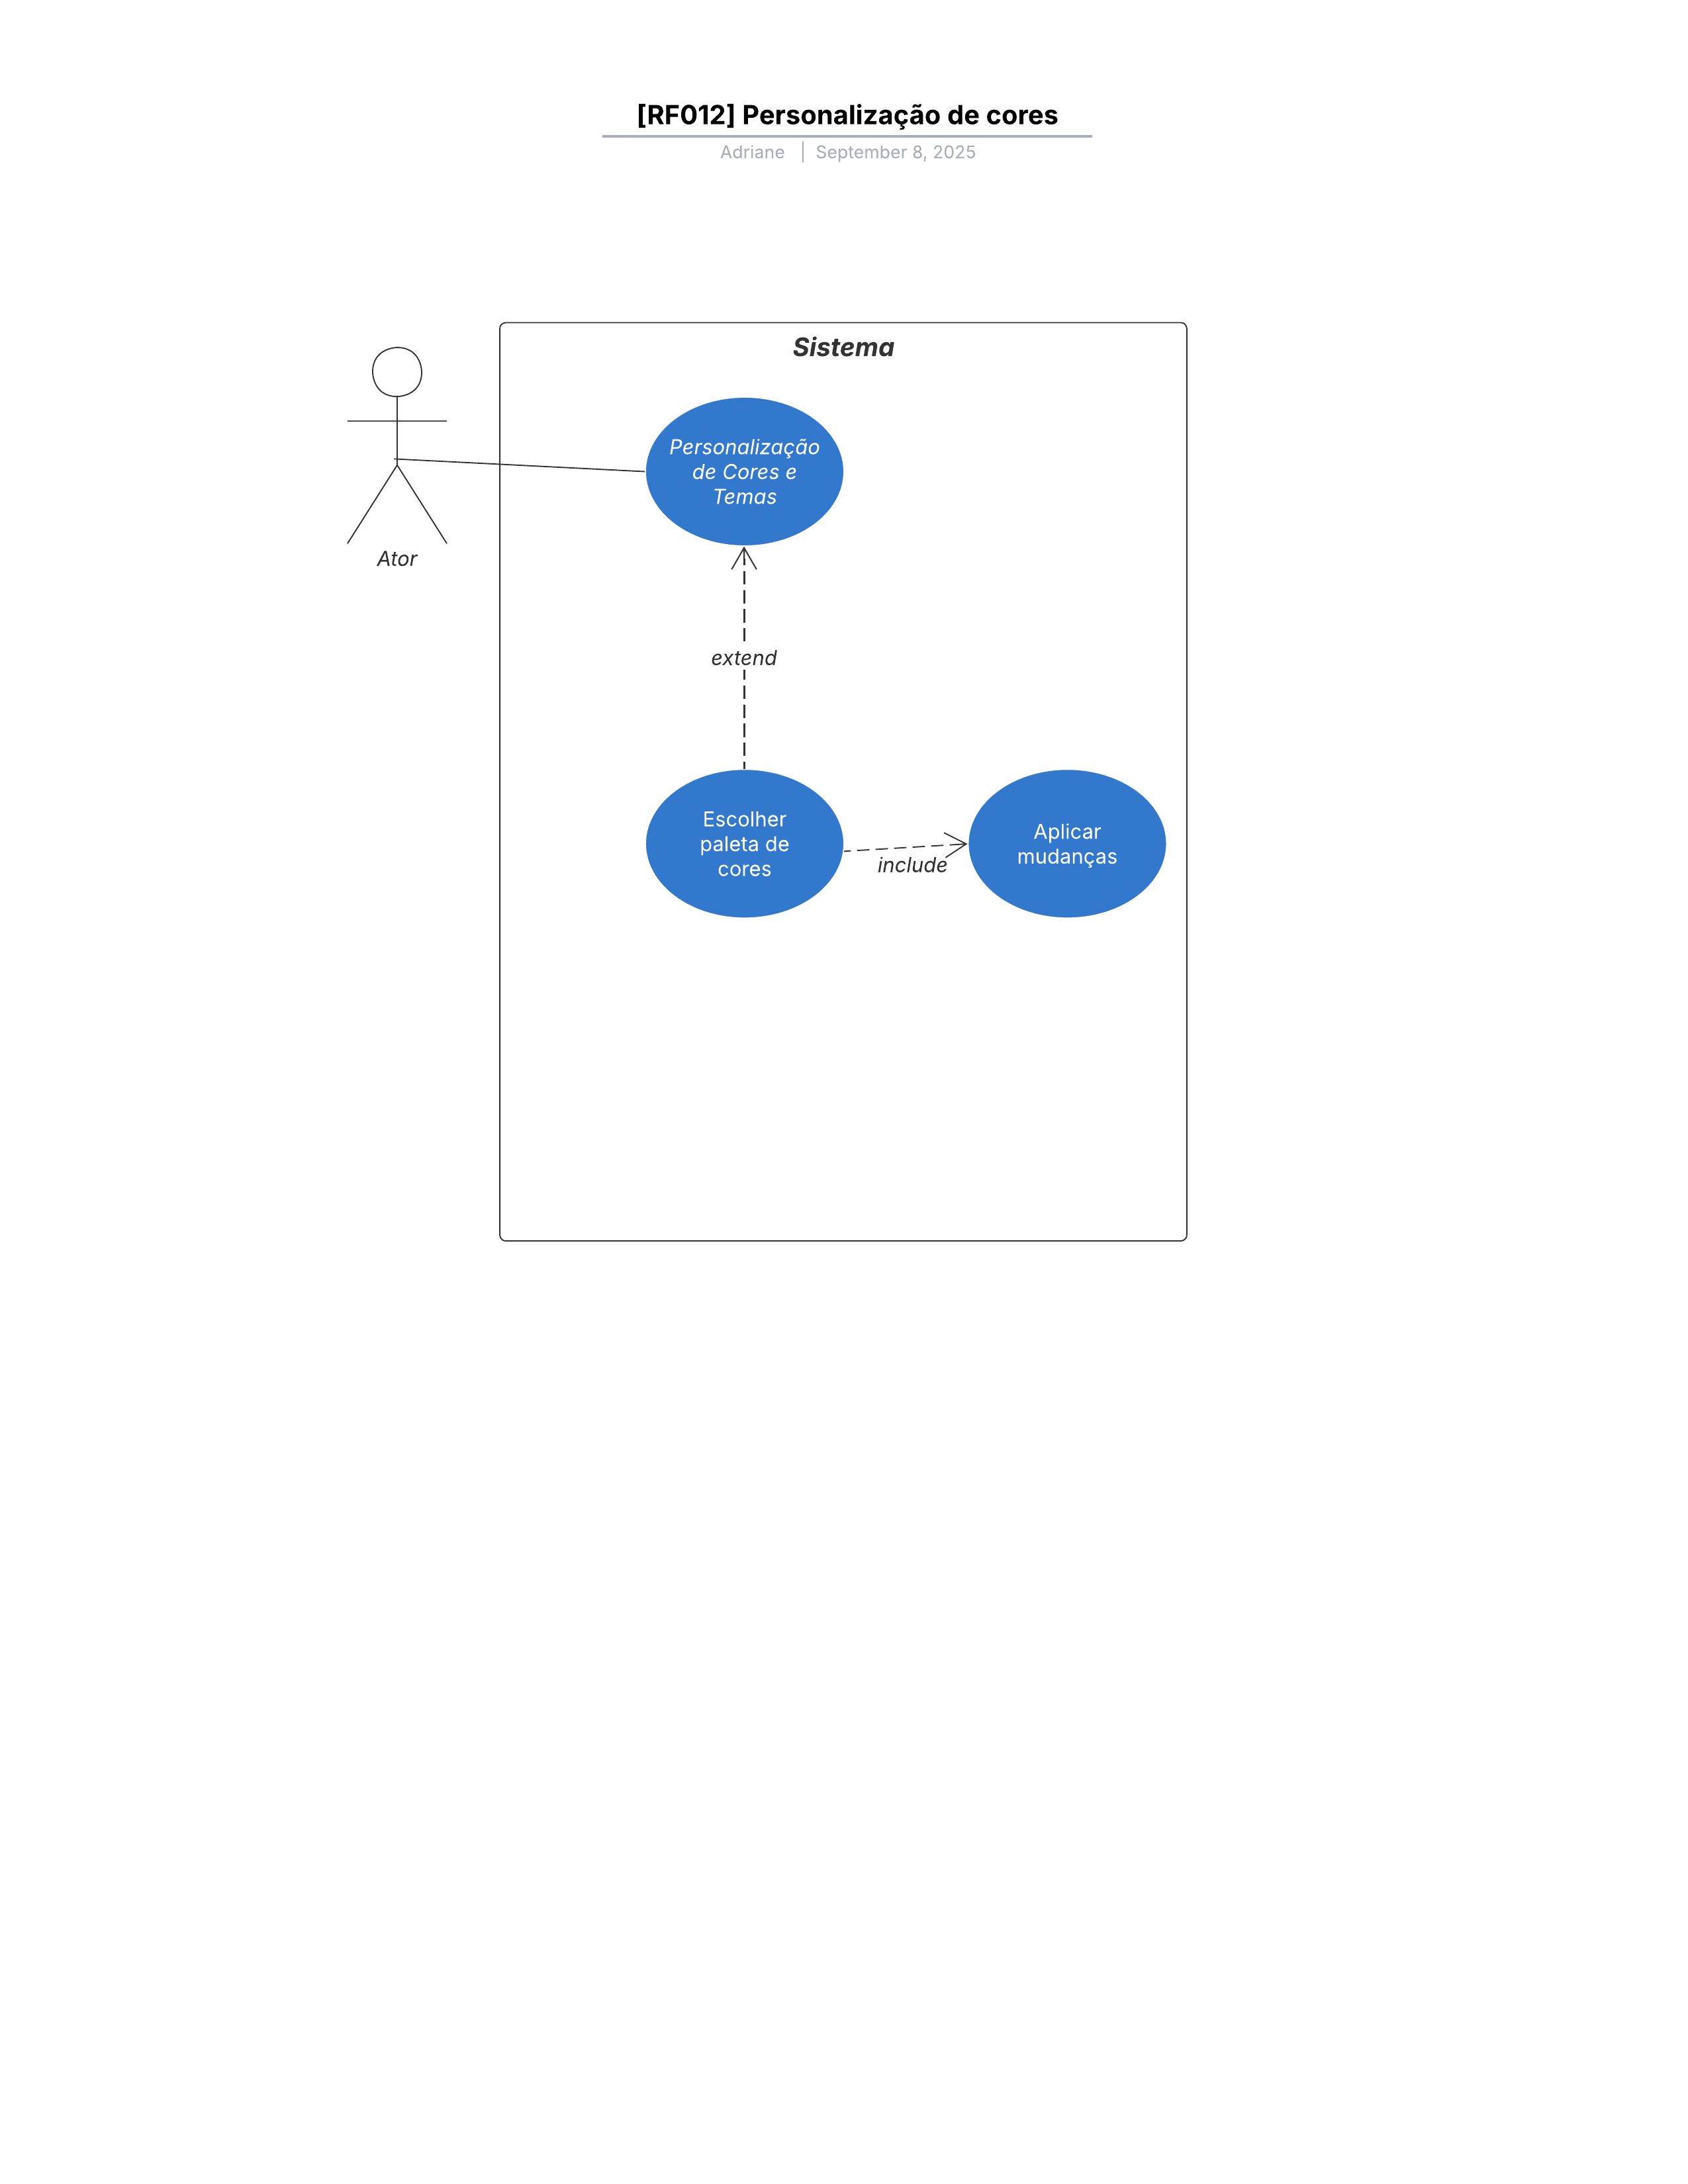 [RF012] Personalização de cores
Adriane | September 8, 2025
Sistema
Personalização
de Cores e
Temas
Ator
extend
Escolher
paleta de
cores
include
Aplicar
mudanças